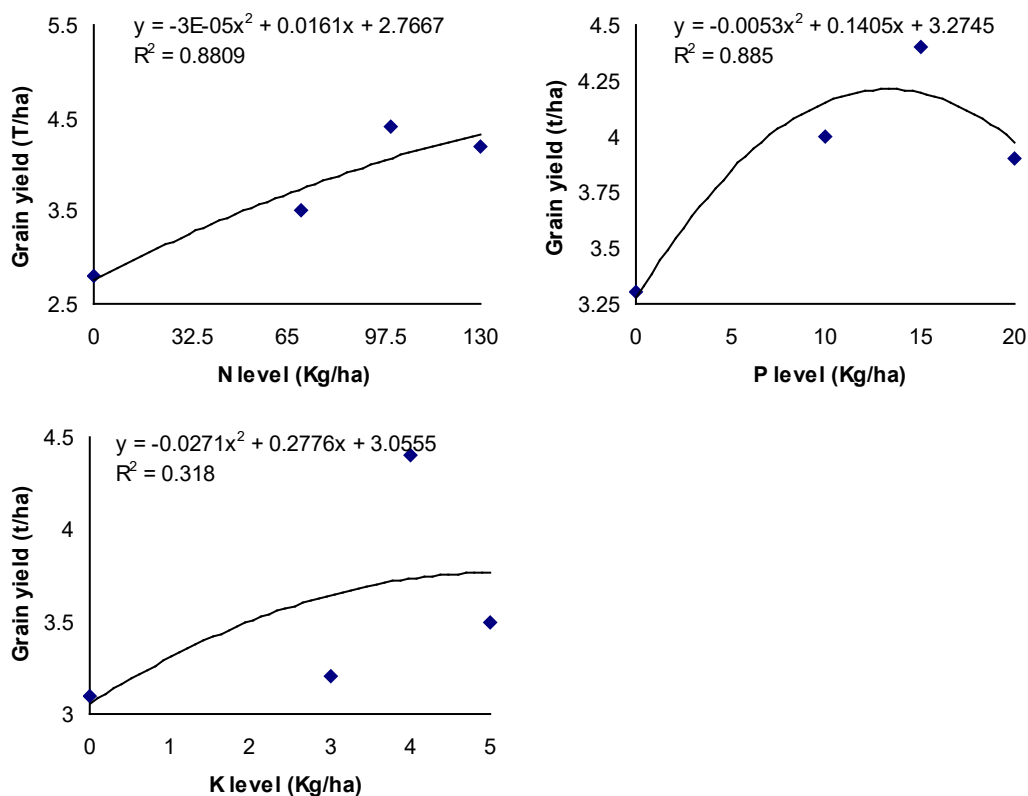 y = -3E-05x² + 0.0161x + 2.7667
R² = 0.8809
5.5
4.5
3.5
2.5
Grain yield (T/ha)
0 32.5 65 97.5 130
N level (Kg/ha)
y = -0.0053x² + 0.1405x + 3.2745
R² = 0.885
4.5
4.25
4
3.75
3.5
3.25
Grain yield (t/ha)
0 5 10 15 20
P level (Kg/ha)
y = -0.0271x² + 0.2776x + 3.0555
R² = 0.318
4.5
4
3.5
3
Grain yield (t/ha)
0 1 2 3 4 5
K level (Kg/ha)